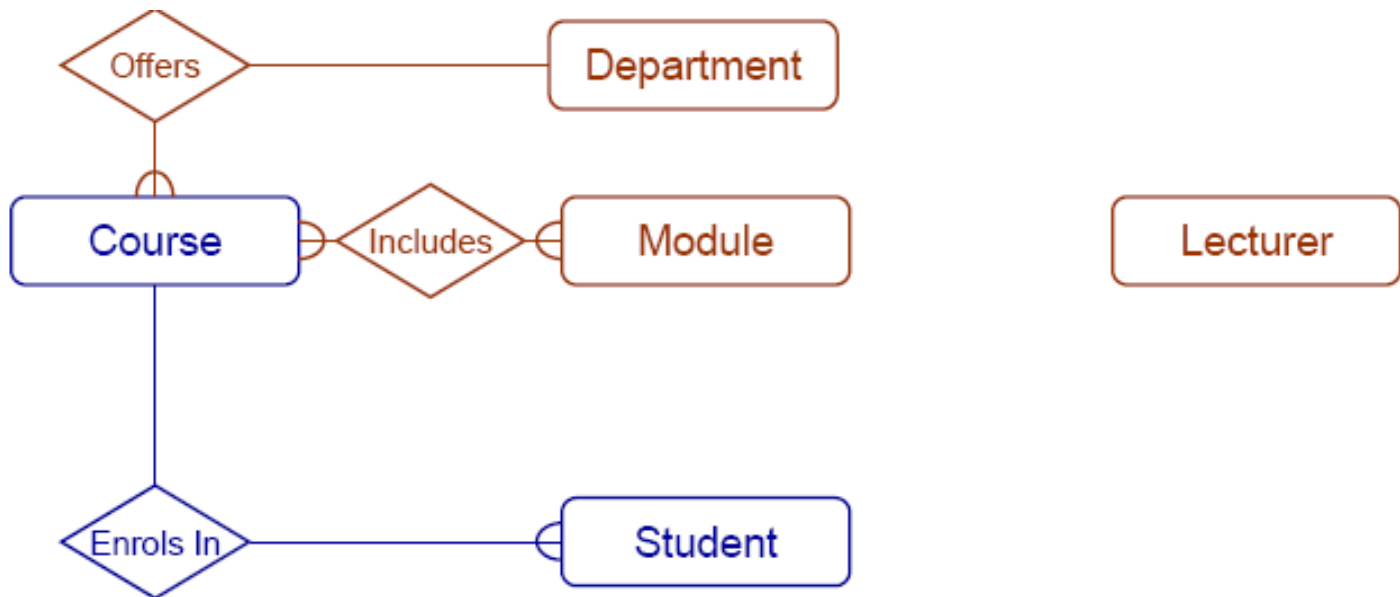 Offers
Department
Course
Includes
Module
Lecturer
Enrols In
Student